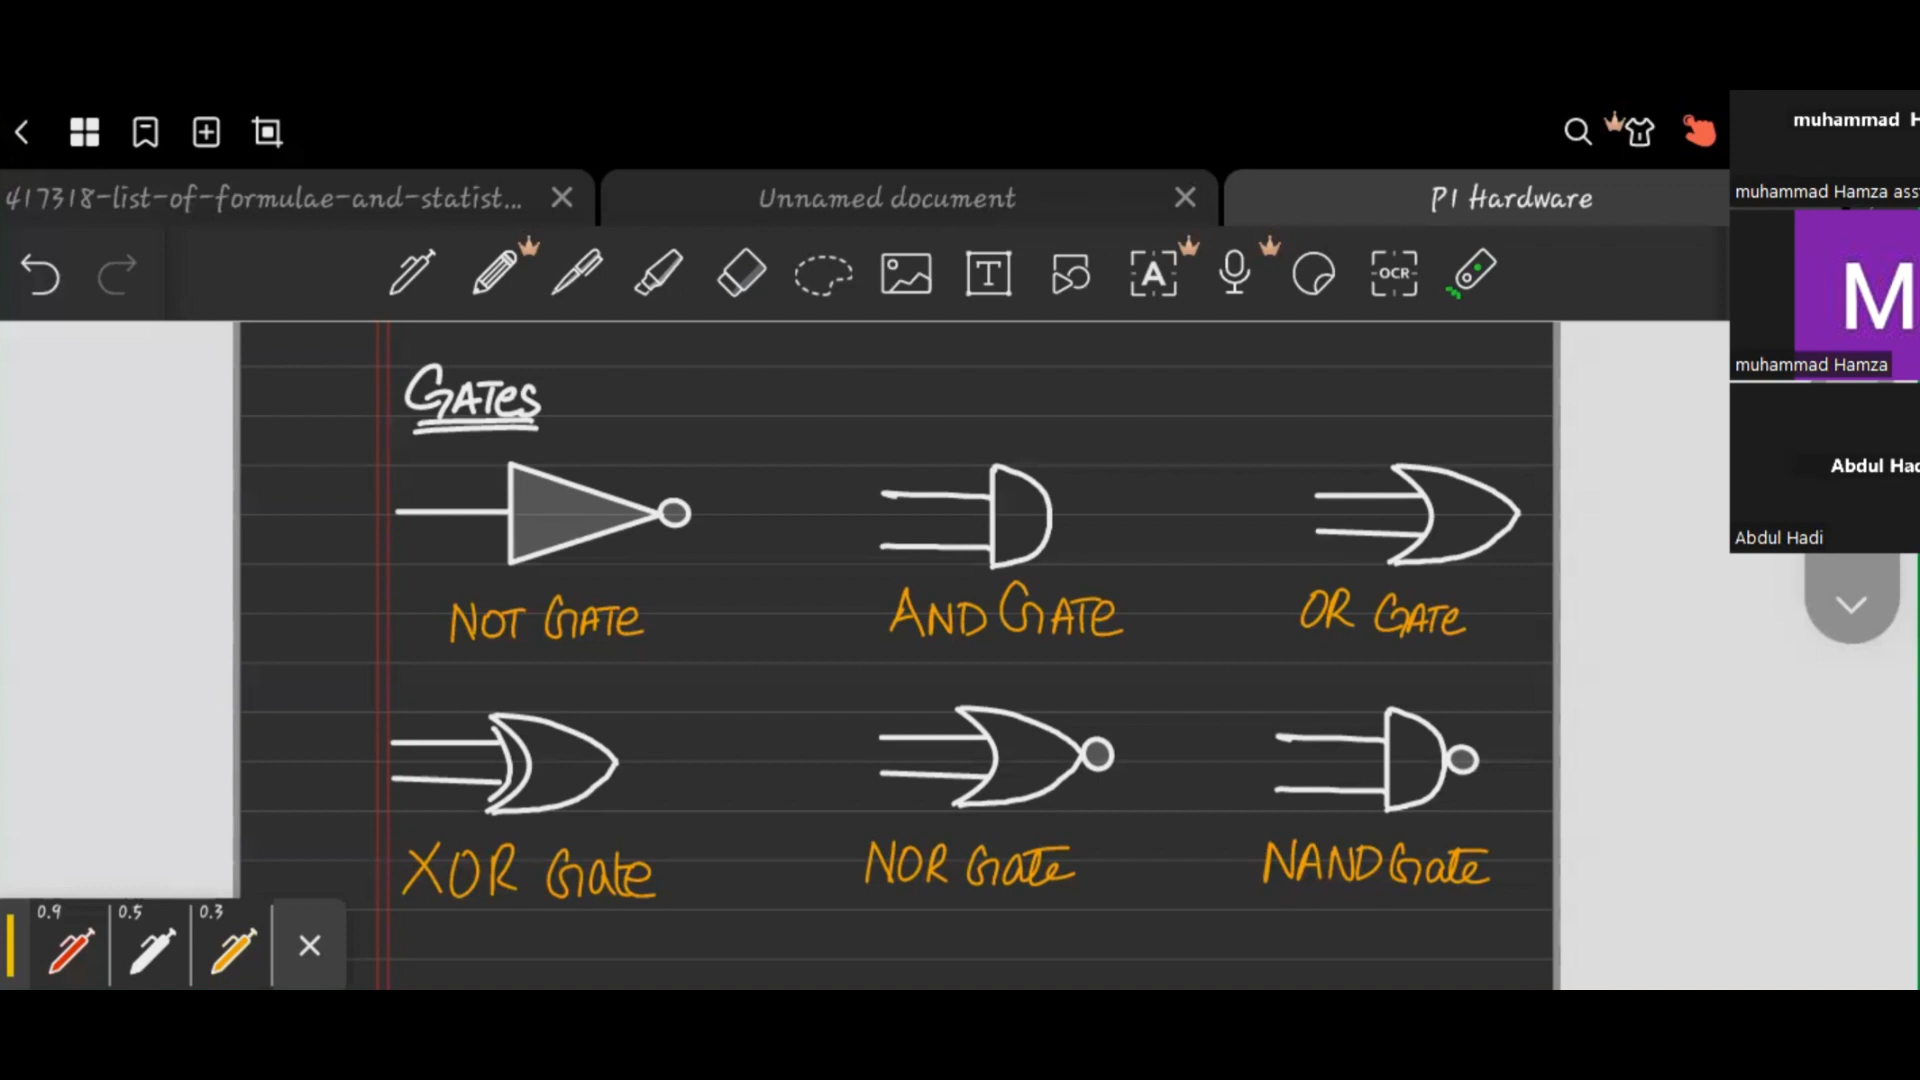 muhammad H
417318-list-of-formulae-and-statist...
Unnamed document
P1 Hardware
muhammad Hamza ass
T
A
OCR
M
muhammad Hamza
GATES
Abdul Had
Abdul Hadi
NOT GATE
AND GATE
OR GATE
XOR Gate
NOR Gate
NAND Gate
0.9
0.5
0.3